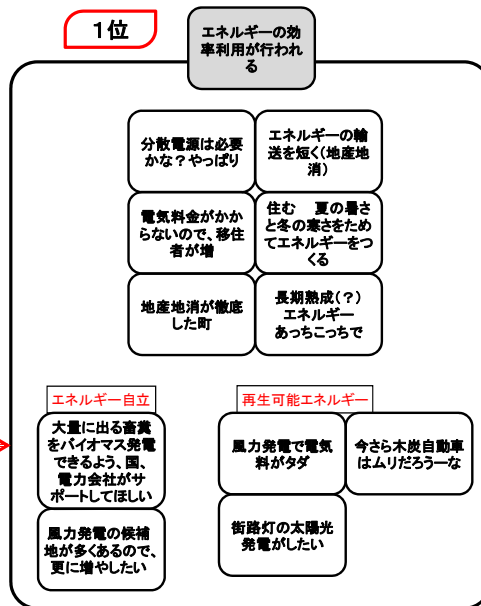 1位
エネルギーの効
率利用が行われ
る
分散電源は必要
かな？やっぱり
エネルギーの輸
送を短く(地産地
消)
電気料金がかか
らないので、移住
者が増
住む　夏の暑さ
と冬の寒さをため
てエネルギーをつ
くる
地産地消が徹底
した町
長期熟成(？)
エネルギー
あっちこっちで
エネルギー自立
大量に出る畜糞
をバイオマス発電
できるよう、国、
電力会社がサ
ポートしてほしい
風力発電の候補
地が多くあるので、
更に増やしたい
再生可能エネルギー
風力発電で電気
料がタダ
今さら木炭自動車
はムリだろうーな
街路灯の太陽光
発電がしたい